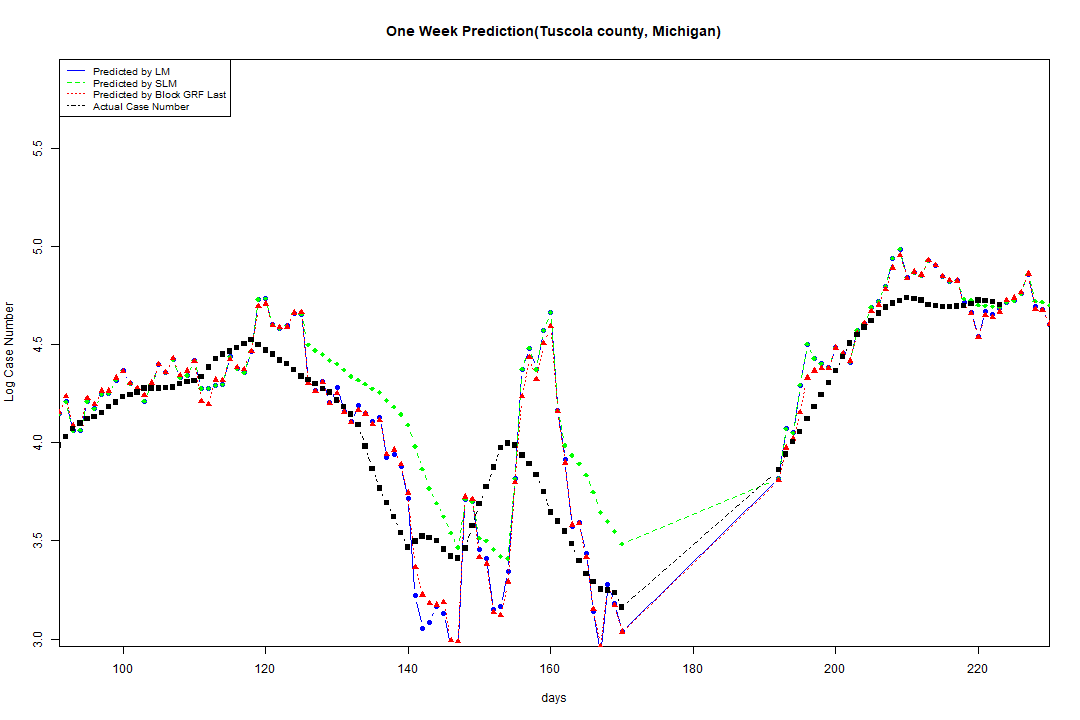 One Week Prediction(Tuscola county, Michigan)
Predicted by LM
Predicted by SLM
Predicted by Block GRF Last
Actual Case Number
Log Case Number
5.5
5.0
4.5
4.0
3.5
3.0
100 120 140 160 180 200 220
days